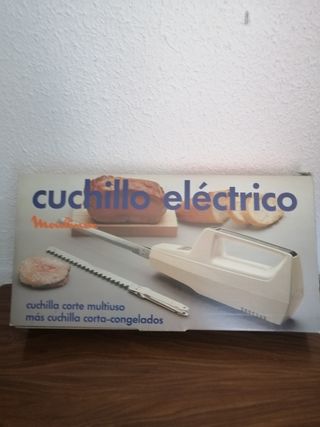 cuchillo eléctrico
Moulinex
cuchilla corte multiuso
más cuchilla corta-congelados